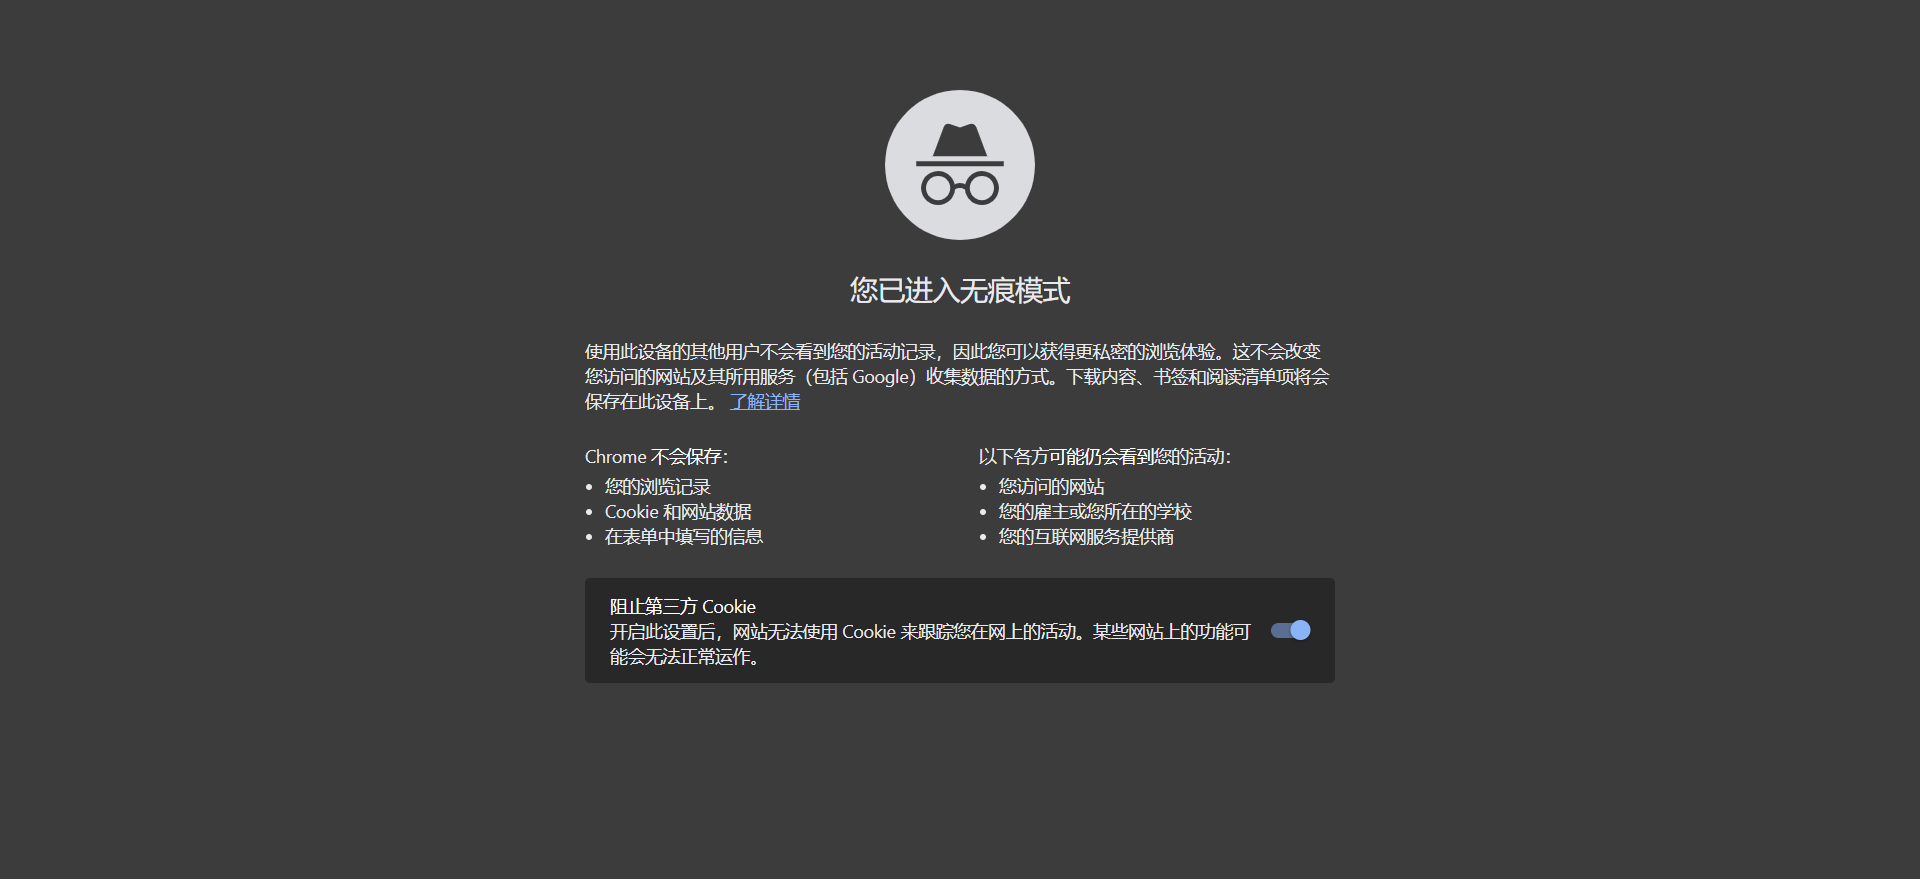 您已进入无痕模式
使用此设备的其他用户不会看到您的活动记录，因此您可以获得更私密的浏览体验。这不会改变
您访问的网站及其所用服务（包括 Google）收集数据的方式。下载内容、书签和阅读清单项将会
保存在此设备上。 了解详情
Chrome 不会保存：
您的浏览记录
Cookie 和网站数据
在表单中填写的信息
以下各方可能仍会看到您的活动：
您访问的网站
您的雇主或您所在的学校
您的互联网服务提供商
阻止第三方 Cookie
开启此设置后，网站无法使用 Cookie 来跟踪您在网上的活动。某些网站上的功能可
能会无法正常运作。